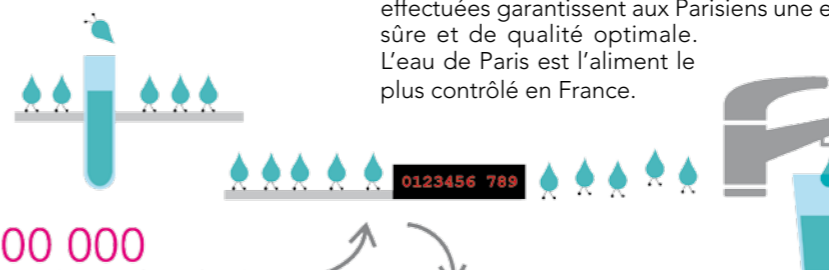 effectuées garantissent aux Parisiens une e
sûre et de qualité optimale.
L’eau de Paris est l’aliment le
plus contrôlé en France.
0123456 789
00 000